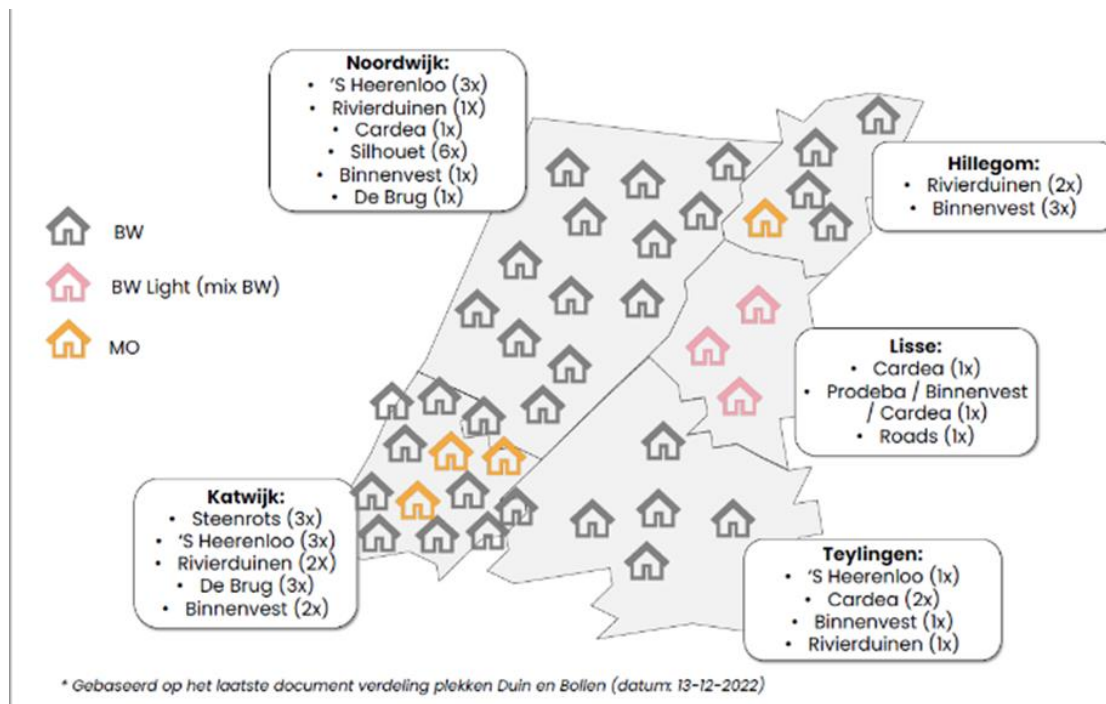 Noordwijk:
• 'S Heerenloo (3x)
• Rivierduinen (1X)
• Cardea (1x)
• Silhouet (6x)
• Binnenvest (1x)
• De Brug (1x)
Hillegom:
• Rivierduinen (2x)
• Binnenvest (3x)
BW
BW Light (mix BW)
MO
Lisse:
• Cardea (1x)
• Prodeba / Binnenvest
/ Cardea (1x)
• Roads (1x)
Katwijk:
• Steenrots (3x)
• 'S Heerenloo (3x)
• Rivierduinen (2X)
• De Brug (3x)
• Binnenvest (2x)
Teylingen:
• 'S Heerenloo (1x)
• Cardea (2x)
• Binnenvest (1x)
• Rivierduinen (1x)
* Gebaseerd op het laatste document verdeling plekken Duin en Bollen (datum: 13-12-2022)